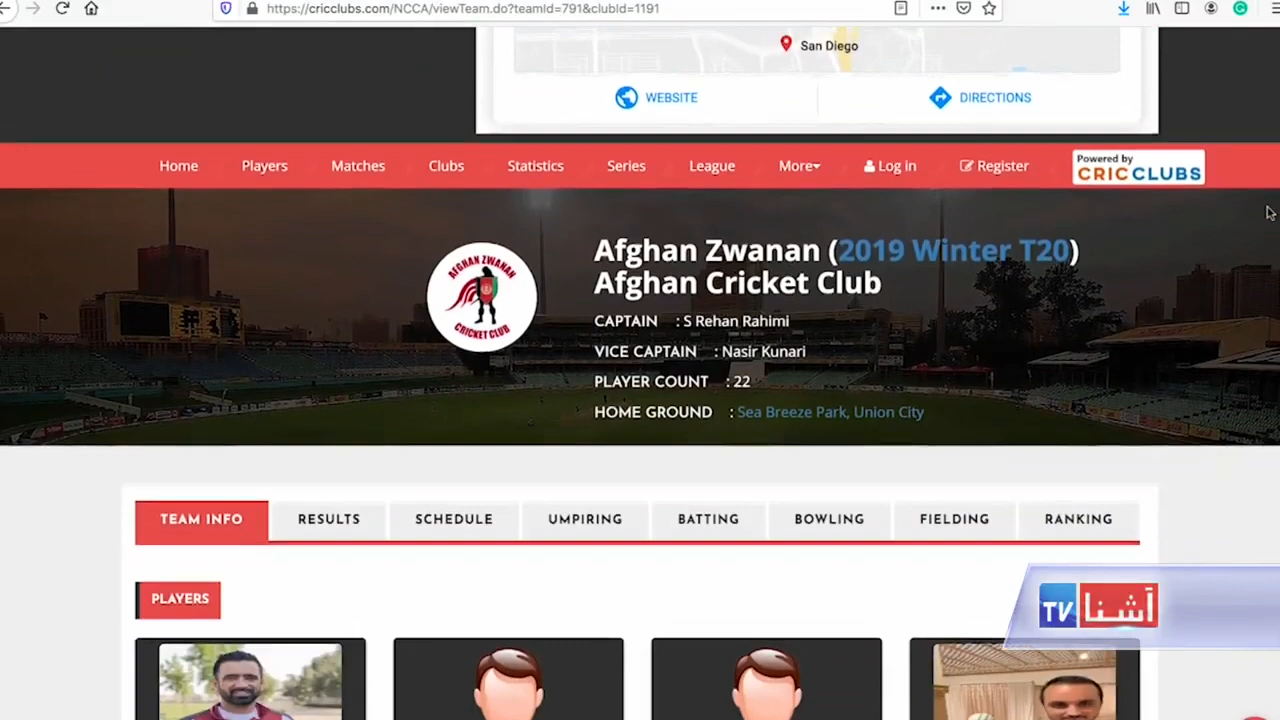 https://cricclubs.com/NCCA/viewTeam.do?teamId=791&clubId=1191
San Diego
WEBSITE
DIRECTIONS
Home
Players
Matches
Clubs
Statistics
Series
League
More
Log in
Register
Powered by
CRICCLUBS
AFGHAN ZWANAN
CRICKET CLUB
Afghan Zwanan (2019 Winter T20)
Afghan Cricket Club
CAPTAIN : S Rehan Rahimi
VICE CAPTAIN : Nasir Kunari
PLAYER COUNT : 22
HOME GROUND : Sea Breeze Park, Union City
TEAM INFO
RESULTS
SCHEDULE
UMPIRING
BATTING
BOWLING
FIELDING
RANKING
PLAYERS
TV آشنا